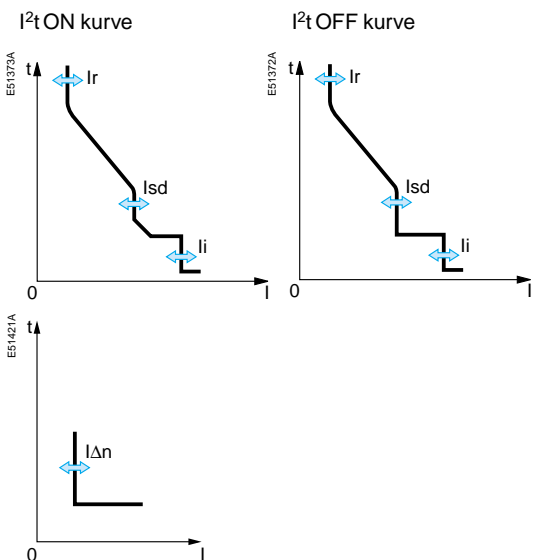 I²t ON kurve
E51373A
t
Ir
Isd
Ii
0
I
I²t OFF kurve
E51372A
t
Ir
Isd
Ii
0
I
E51421A
t
IΔn
0
I